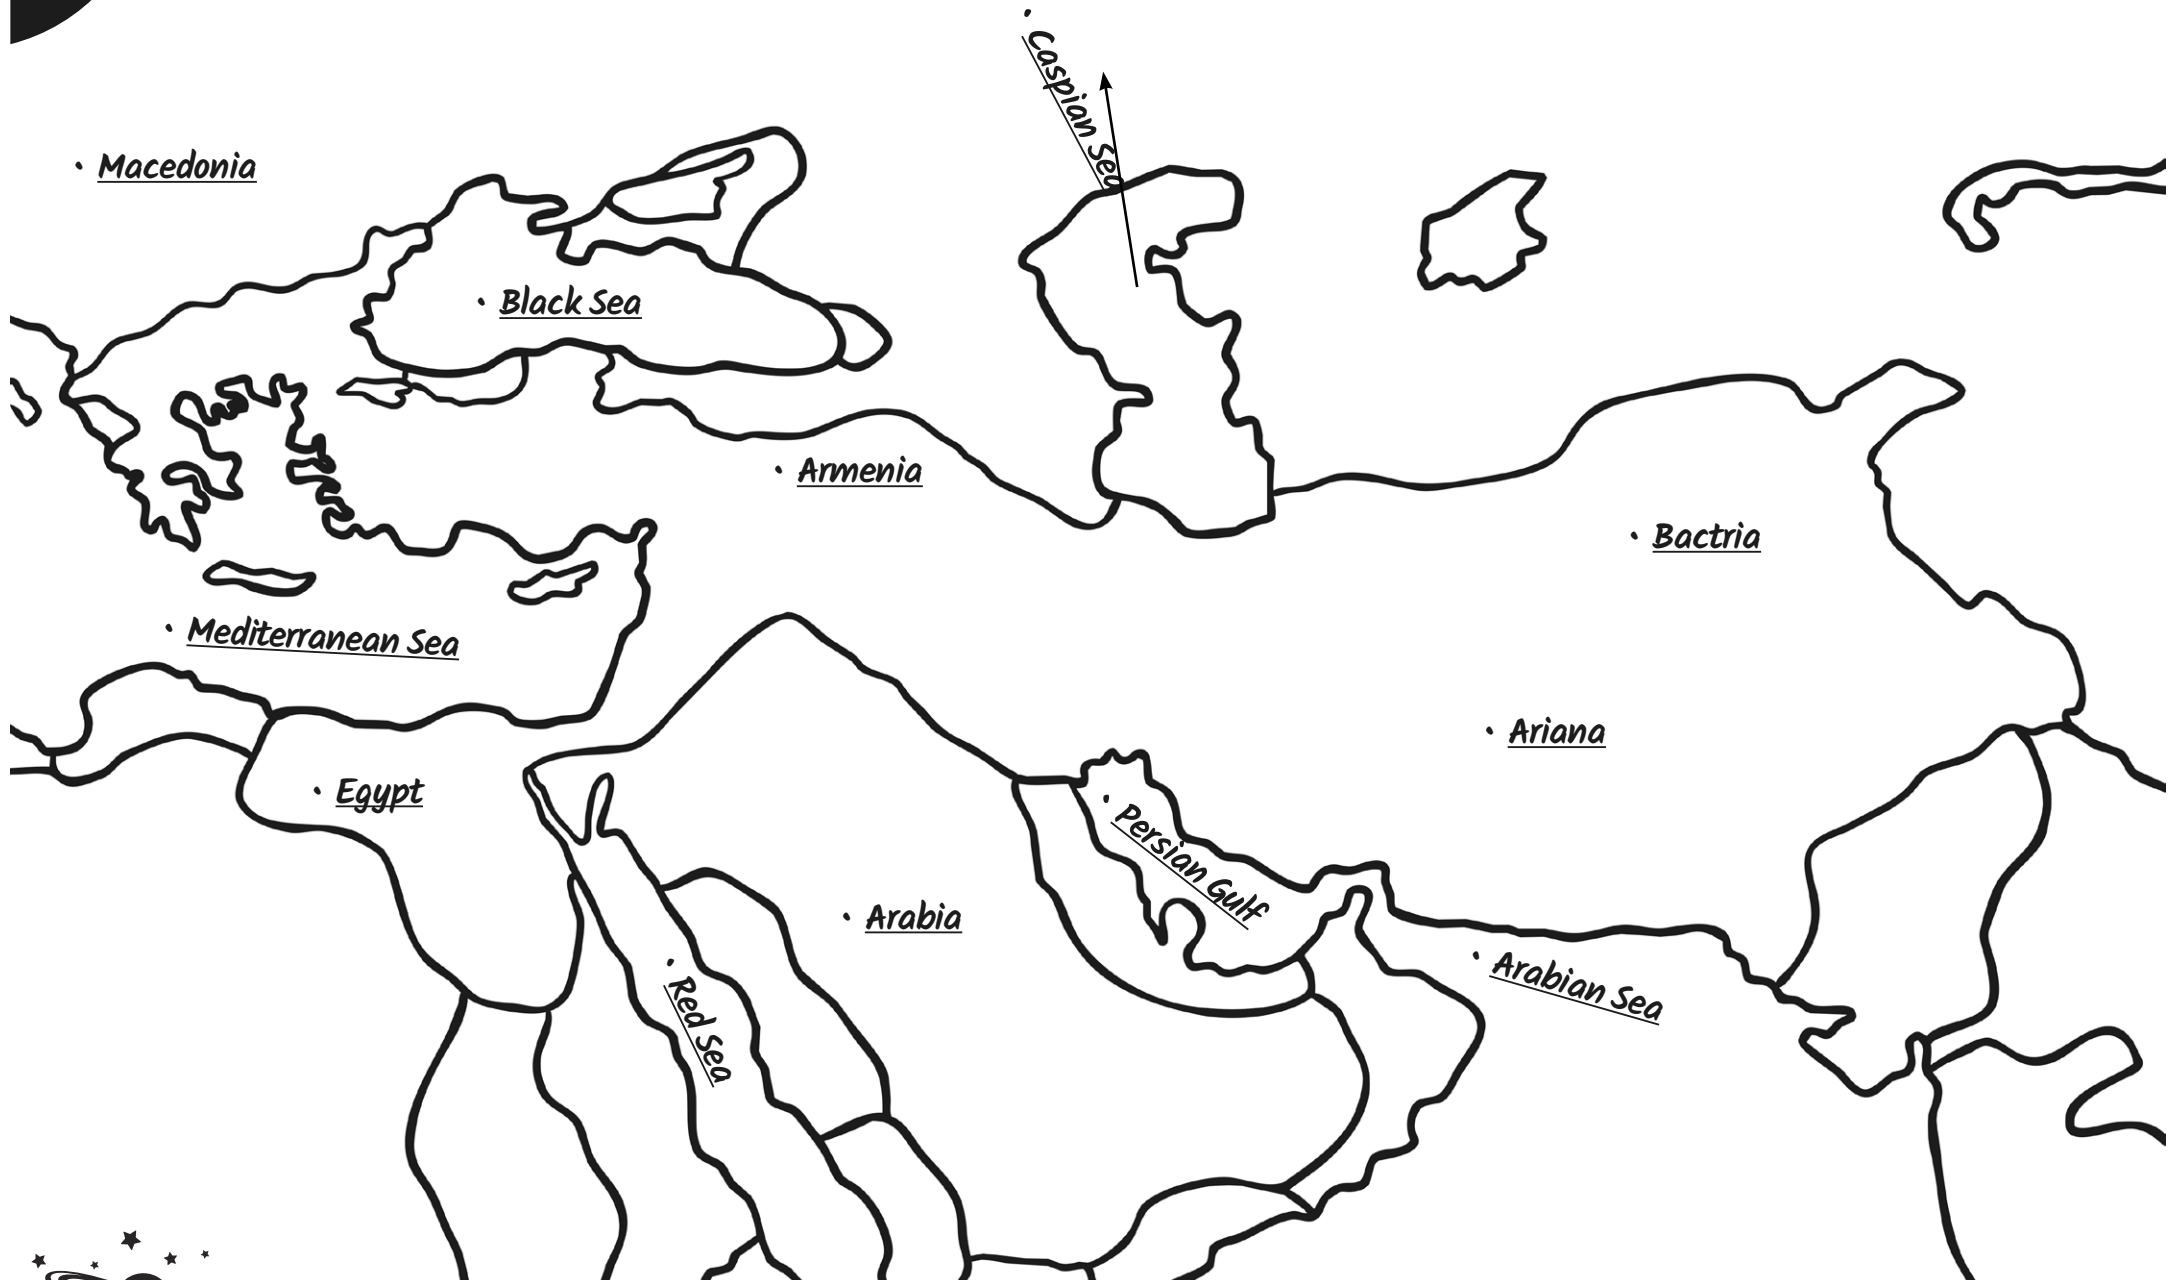 · Caspian Sea
· Macedonia
· Black Sea
· Armenia
· Bactria
· Mediterranean Sea
· Ariana
· Egypt
· Persian Gulf
· Arabia
· Arabian Sea
· Red Sea